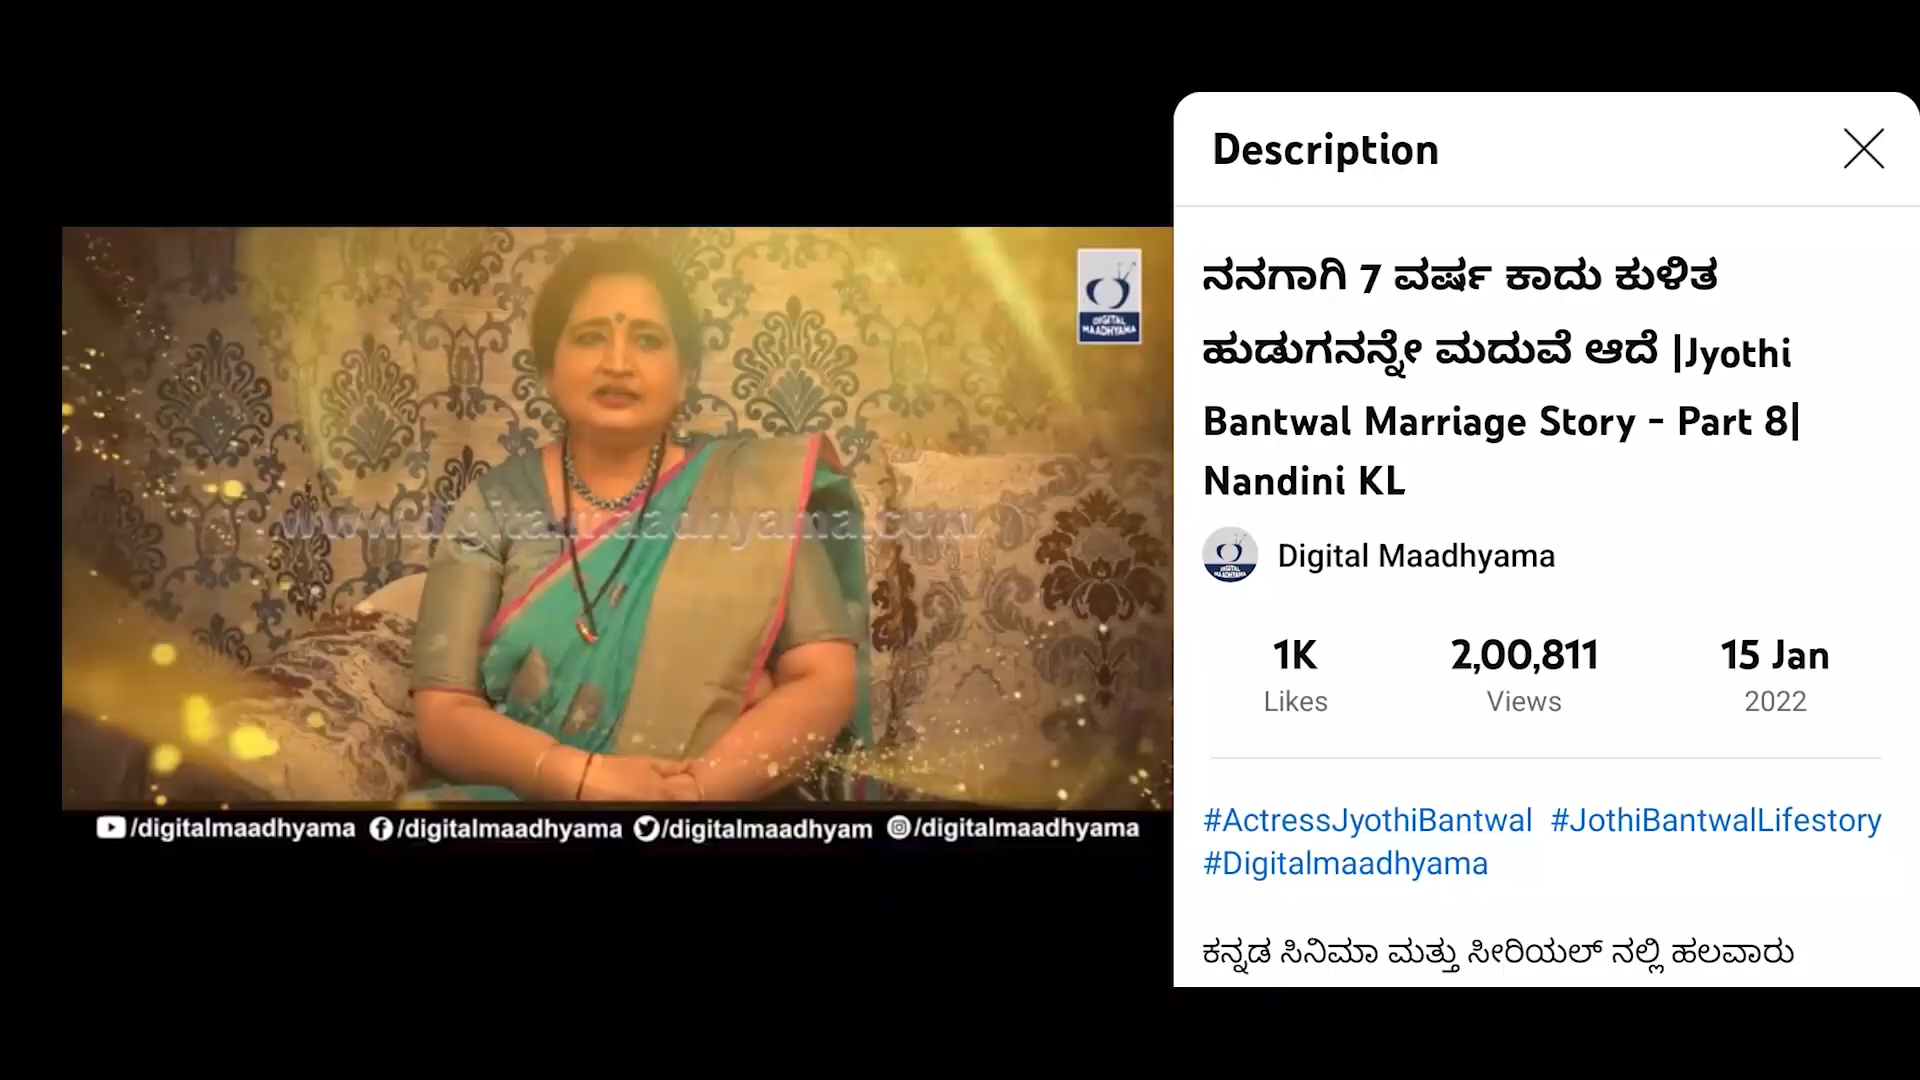 Description
ನನಗಾಗಿ 7 ವರ್ಷ ಕಾದು ಕುಳಿತ
ಹುಡುಗನನ್ನೇ ಮದುವೆ ಆದೆ |Jyothi
Bantwal Marriage Story - Part 8|
Nandini KL
DIGITAL
MAADHYAMA
Digital Maadhyama
1K 2,00,811 15 Jan
Likes Views 2022
#ActressJyothiBantwal #JothiBantwalLifestory
#Digitalmaadhyama
ಕನ್ನಡ ಸಿನಿಮಾ ಮತ್ತು ಸೀರಿಯಲ್ ನಲ್ಲಿ ಹಲವಾರು
DIGITAL
MAADHYAMA
www.digitalmaadhyama.com
/digitalmaadhyama /digitalmaadhyama /digitalmaadhyam /digitalmaadhyama